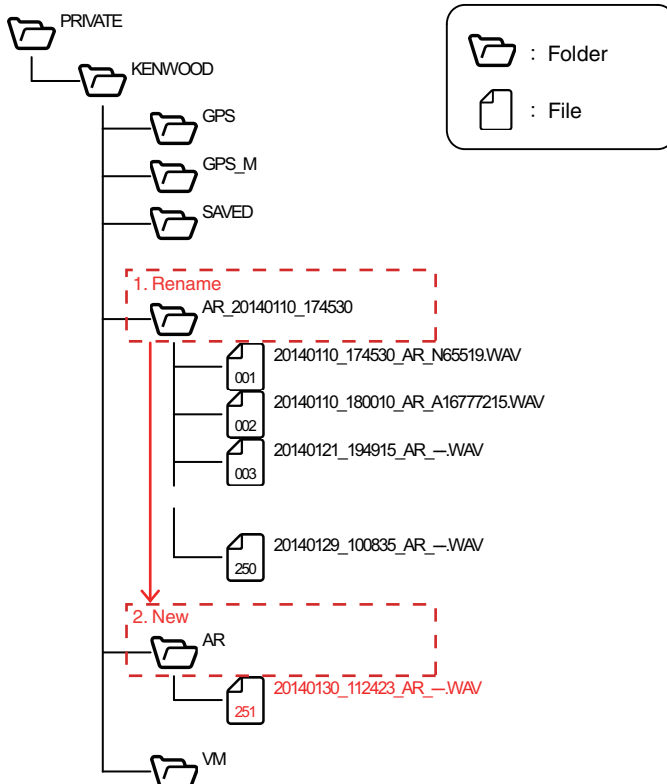 PRIVATE
KENWOOD
: Folder
: File
GPS
GPS_M
SAVED
1. Rename
AR_20140110_174530
001 20140110_174530_AR_N65519.WAV
002 20140110_180010_AR_A16777215.WAV
003 20140121_194915_AR_---.WAV
250 20140129_100835_AR_---.WAV
2. New
AR
251 20140130_112423_AR_---.WAV
VM